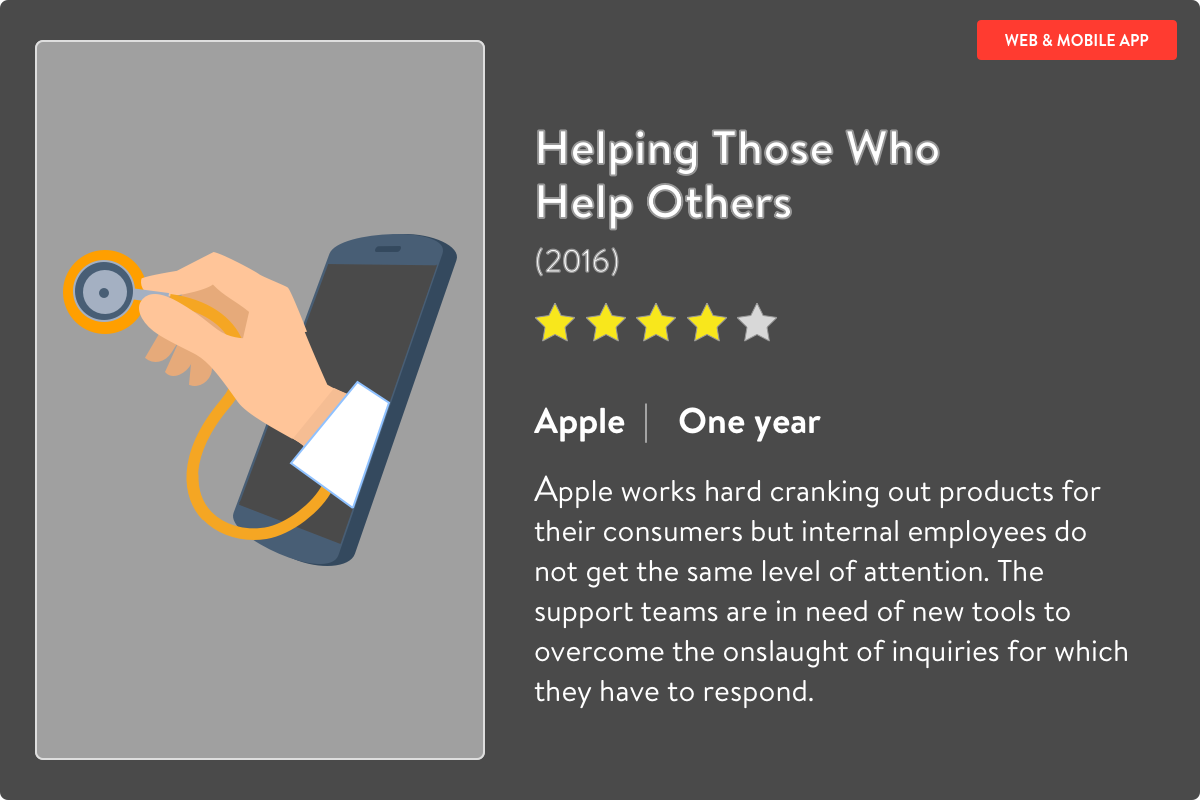 WEB & MOBILE APP
Helping Those Who
Help Others
(2016)
Apple | One year
Apple works hard cranking out products for
their consumers but internal employees do
not get the same level of attention. The
support teams are in need of new tools to
overcome the onslaught of inquiries for which
they have to respond.